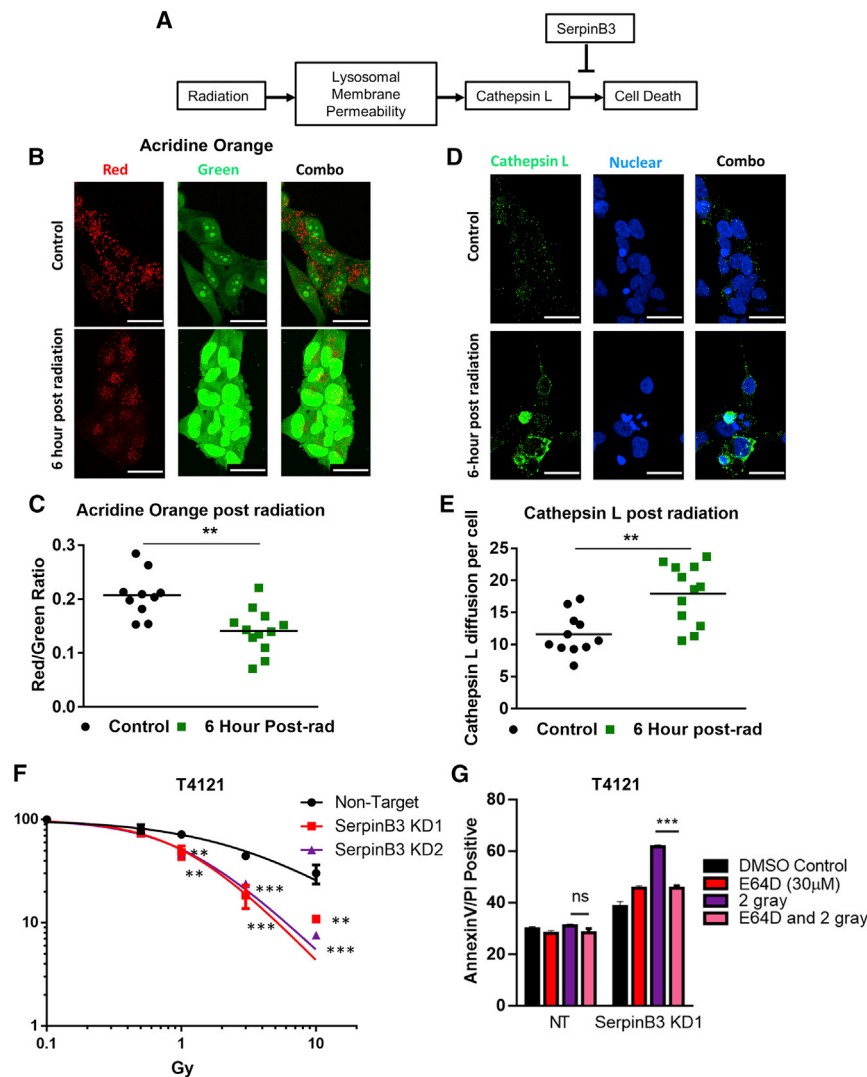 A
SerpinB3
Radiation
Lysosomal
Membrane
Permeability
Cathepsin L
Cell Death
B
Acridine Orange
Red
Green
Combo
Control
6 hour post radiation
D
Cathepsin L
Nuclear
Combo
Control
6-hour post radiation
C
Acridine Orange post radiation
**
Red/Green Ratio
0.3
0.2
0.1
0.0
Control
6 Hour Post-rad
E
Cathepsin L post radiation
**
Cathepsin L diffusion per cell
25
20
15
10
5
0
Control
6 Hour post-rad
F
T4121
Non-Target
SerpinB3 KD1
SerpinB3 KD2
100
10
1
**
**
***
***
**
***
0.1
1
10
Gy
G
T4121
AnnexinV/PI Positive
80
60
40
20
0
ns
***
DMSO Control
E64D (30μM)
2 gray
E64D and 2 gray
NT
SerpinB3 KD1